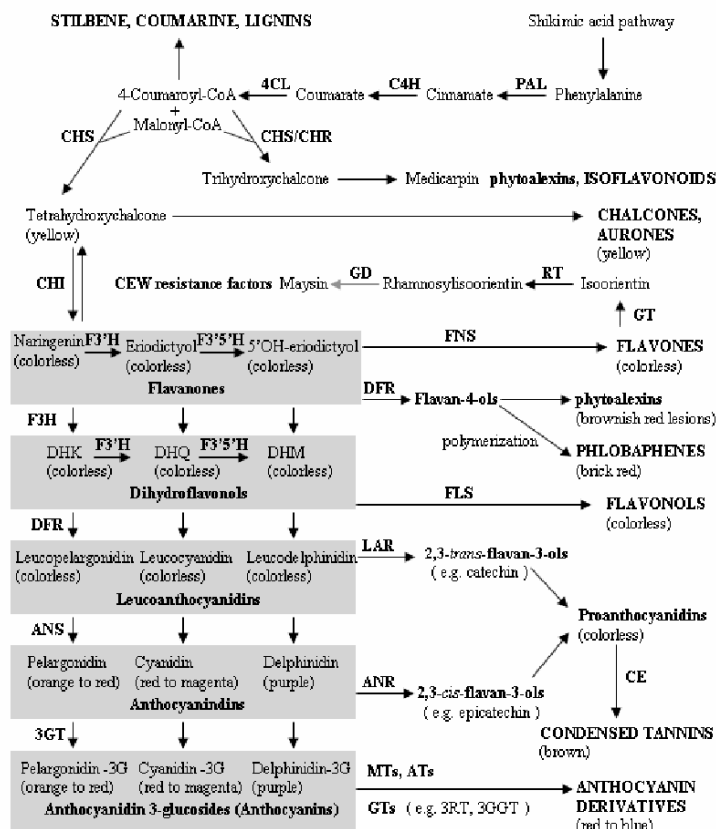 STILBENE, COUMARINE, LIGNINS
Shikimic acid pathway
4-Coumaroyl-CoA 4CL Coumarate C4H Cinnamate PAL Phenylalanine
+
Malonyl-CoA
CHS
CHS/CHR
Trihydroxychalcone Medicarpin phytoalexins, ISOFLAVONOIDS
Tetrahydroxychalcone
(yellow)
CHALCONES,
AURONES
(yellow)
CHI
CEW resistance factors Maysin GD Rhamnosylisoorientin RT Isoorientin
GT
Naringenin F3'H Eriodictyol F3'5'H 5'OH-eriodictyol
(colorless) (colorless) (colorless)
Flavanones
FNS
FLAVONES
(colorless)
DFR Flavan-4-ols phytoalexins
(brownish red lesions)
polymerization
PHLOBAPHENES
(brick red)
F3H
DHK F3'H DHQ F3'5'H DHM
(colorless) (colorless) (colorless)
Dihydroflavonols
FLS
FLAVONOLS
(colorless)
DFR
Leucopelargonidin Leucocyanidin Leucodelphinidin
(colorless) (colorless) (colorless)
Leucoanthocyanidins
LAR 2,3-trans-flavan-3-ols
( e.g. catechin )
Proanthocyanidins
(colorless)
ANS
Pelargonidin Cyanidin Delphinidin
(orange to red) (red to magenta) (purple)
Anthocyanindins
ANR 2,3-cis-flavan-3-ols
( e.g. epicatechin )
CE
CONDENSED TANNINS
(brown)
3GT
Pelargonidin -3G Cyanidin -3G Delphinidin-3G
(orange to red) (red to magenta) (purple)
Anthocyanidin 3-glucosides (Anthocyanins)
MTs, ATs
GTs ( e.g. 3RT, 3GGT )
ANTHOCYANIN
DERIVATIVES
(red to blue)